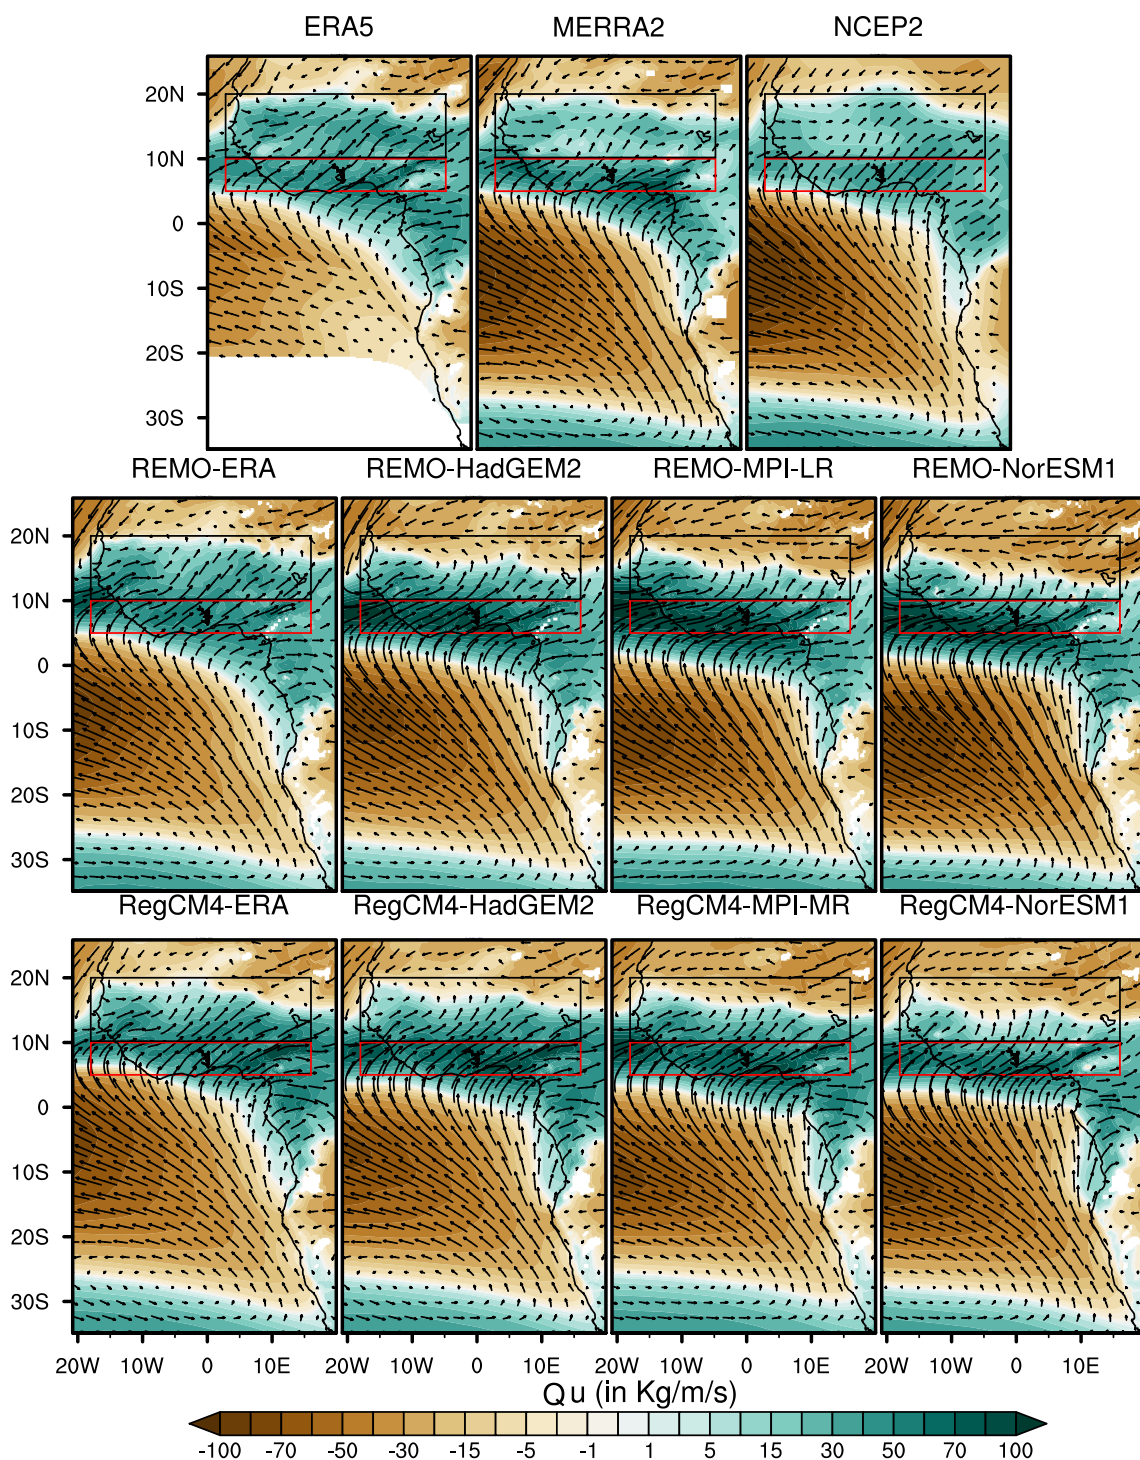 ERA5 MERRA2 NCEP2
20N
10N
0
10S
20S
30S
REMO-ERA REMO-HadGEM2 REMO-MPI-LR REMO-NorESM1
20N
10N
0
10S
20S
30S
RegCM4-ERA RegCM4-HadGEM2 RegCM4-MPI-MR RegCM4-NorESM1
20N
10N
0
10S
20S
30S
20W 10W 0 10E 20W 10W 0 10E 20W 10W 0 10E 20W 10W 0 10E
Qu (in Kg/m/s)
-100 -70 -50 -30 -15 -5 -1 1 5 15 30 50 70 100